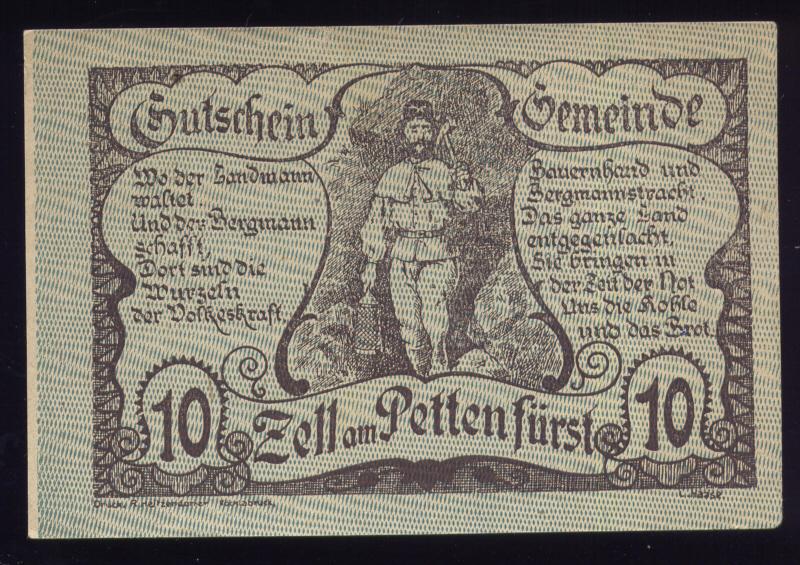 Gutschein
Gemeinde
Wo der Landmann
waltet
Und der Bergmann
schafft,
Dort sind die
Wurzeln
der Volkeskraft.
Bauernhand und
Bergmannstracht,
Das ganze Land
entgegenlacht,
Sie bringen in
der Zeit der Not
Uns die Kohle
und das Brot.
10
Zell am Pettenfürst
10
Druck: R.